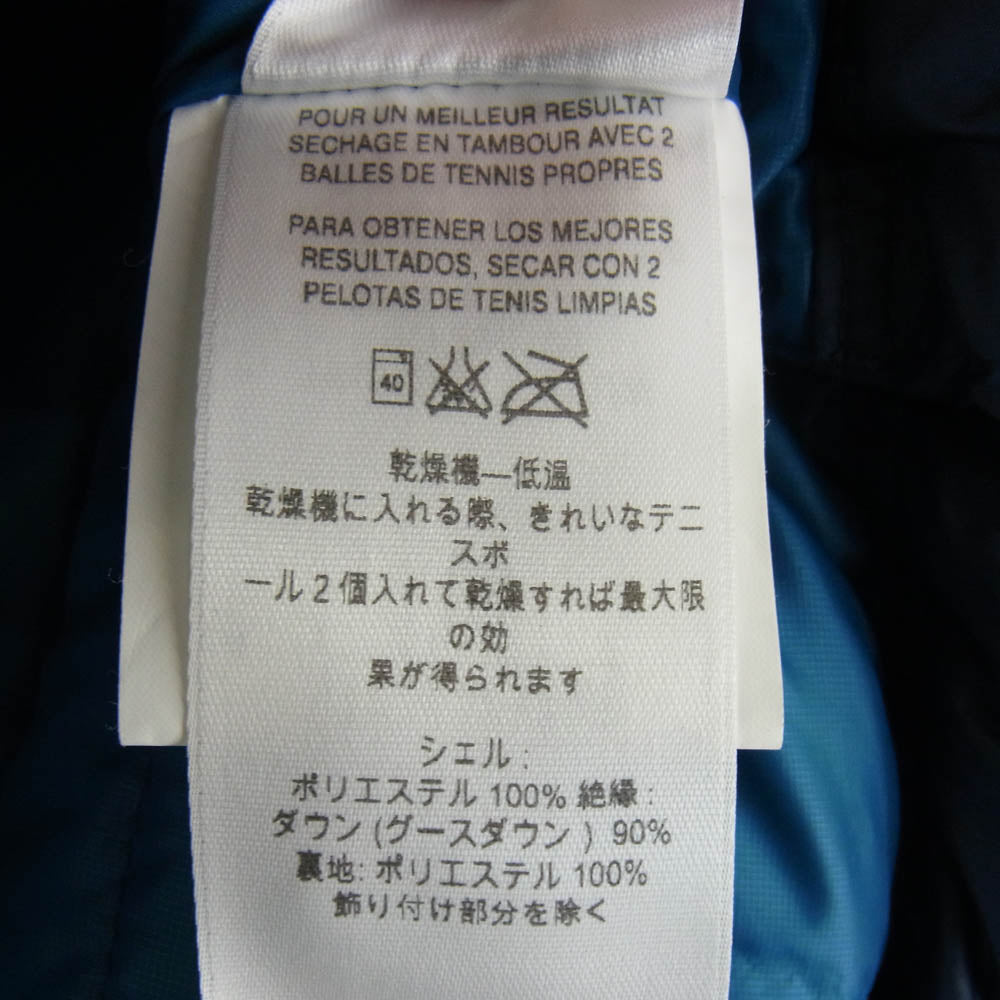 POUR UN MEILLEUR RESULTAT
SECHAGE EN TAMBOUR AVEC 2
BALLES DE TENNIS PROPRES
PARA OBTENER LOS MEJORES
RESULTADOS, SECAR CON 2
PELOTAS DE TENIS LIMPIAS
40
乾燥機—低温
乾燥機に入れる際、きれいなテニ
スボ
ール2個入れて乾燥すれば最大限
の効
果が得られます
シェル :
ポリエステル 100% 絶縁 :
ダウン (グースダウン ) 90%
裏地: ポリエステル 100%
飾り付け部分を除く